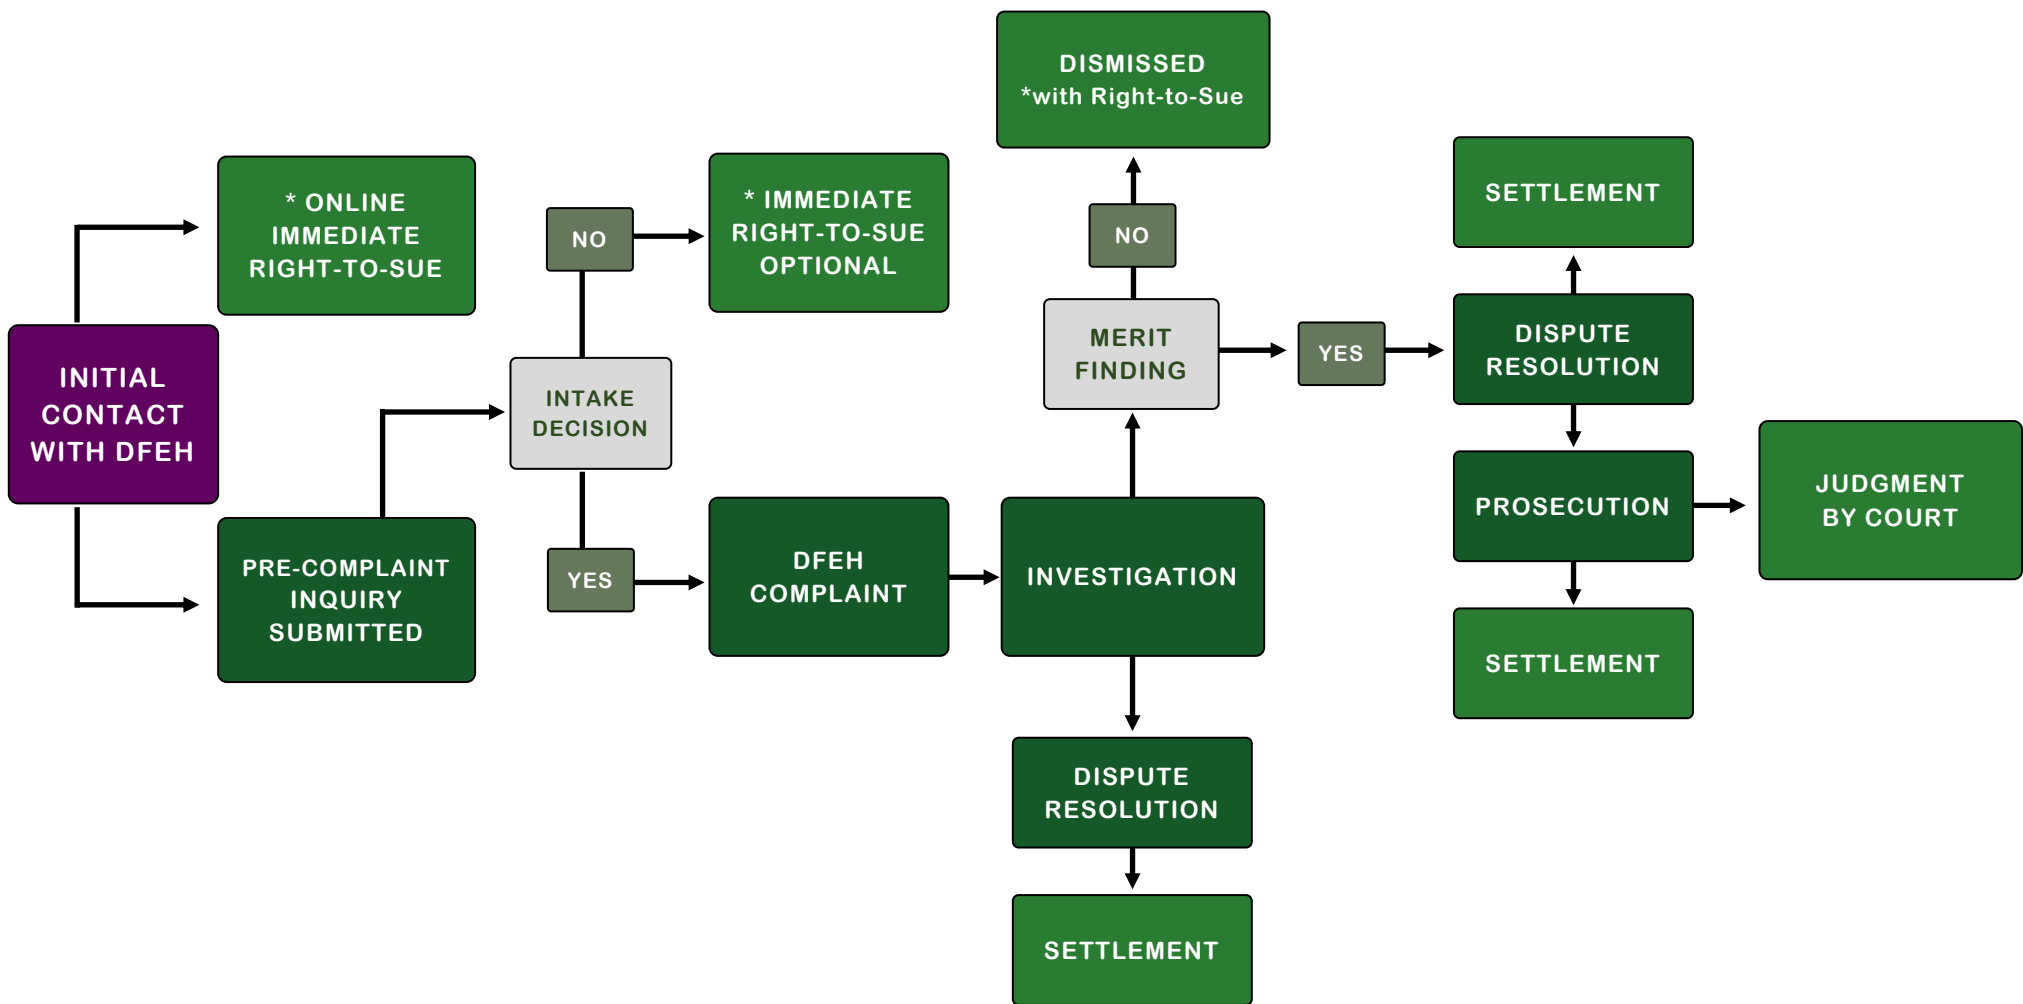 INITIAL
CONTACT
WITH DFEH
* ONLINE
IMMEDIATE
RIGHT-TO-SUE
PRE-COMPLAINT
INQUIRY
SUBMITTED
INTAKE
DECISION
NO
* IMMEDIATE
RIGHT-TO-SUE
OPTIONAL
YES
DFEH
COMPLAINT
INVESTIGATION
MERIT
FINDING
NO
DISMISSED
*with Right-to-Sue
YES
DISPUTE
RESOLUTION
SETTLEMENT
PROSECUTION
JUDGMENT
BY COURT
SETTLEMENT
DISPUTE
RESOLUTION
SETTLEMENT